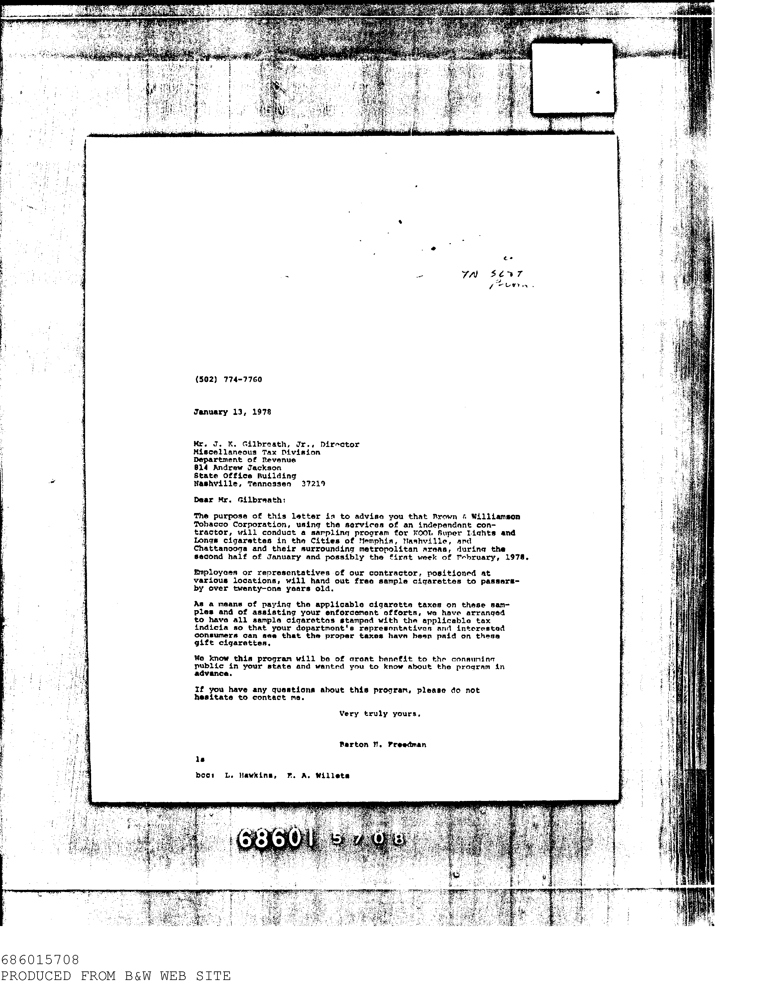 TN
(502) 774-7760
January 13, 1978
Mr. J. K. Gilbreath, Jr., Director
Miscellaneous Tax Division
Department of Revenue
814 Andrew Jackson
State Office Building
Nashville, Tennessee 37219
Dear Mr. Gilbreath:
The purpose of this letter is to advise you that Brown & Williamson
Tobacco Corporation, using the services of an independent con-
tractor, will conduct a sampling program for KOOL Super Lights and
Longs cigarettes in the Cities of Memphis, Nashville, and
Chattanooga and their surrounding metropolitan areas, during the
second half of January and possibly the first week of February, 1978.
Employees or representatives of our contractor, positioned at
various locations, will hand out free sample cigarettes to passers-
by over twenty-one years old.
As a means of paying the applicable cigarette taxes on these sam-
ples and of assisting your enforcement efforts, we have arranged
to have all sample cigarettes stamped with the applicable tax
indicia so that your department's representatives and interested
consumers can see that the proper taxes have been paid on these
gift cigarettes.
We know this program will be of great benefit to the consuming
public in your state and wanted you to know about the program in
advance.
If you have any questions about this program, please do not
hesitate to contact me.
Very truly yours,
Barton H. Freedman
ls
bcc: L. Hawkins, E. A. Willets
68601 5708
686015708
PRODUCED FROM B&W WEB SITE